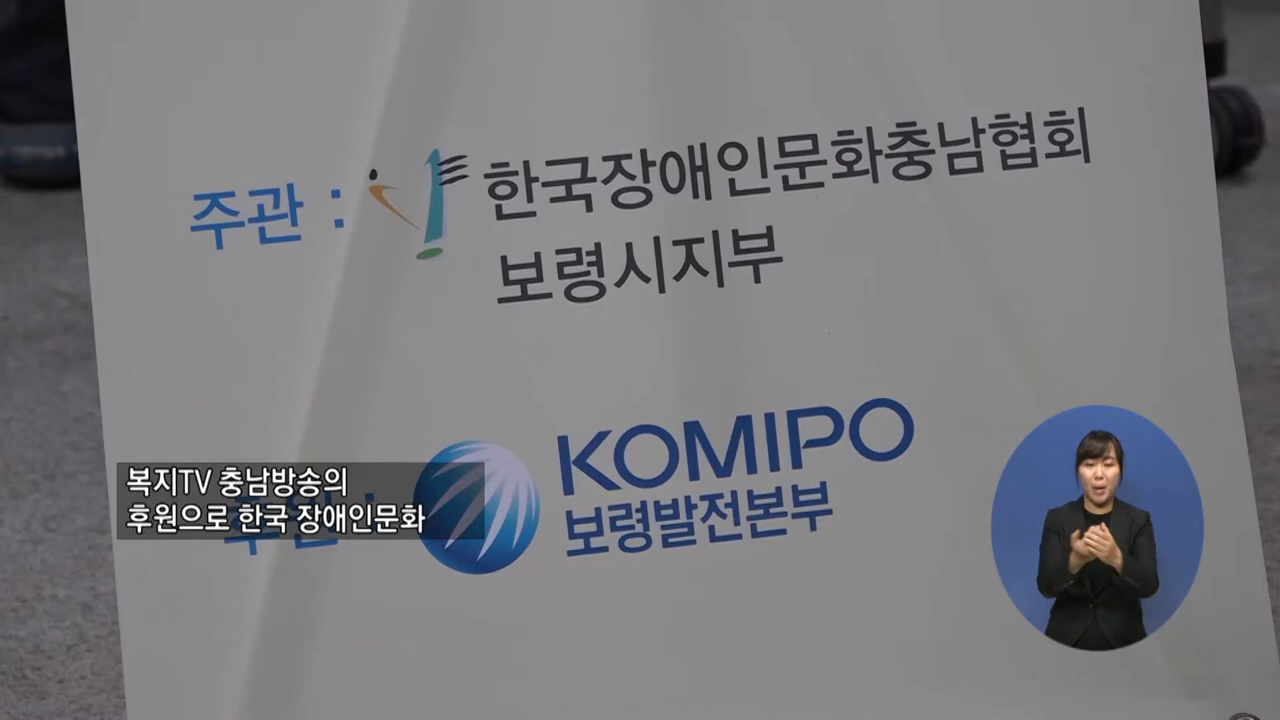 주관 : 한국장애인문화충남협회
보령시지부
KOMIPO
보령발전본부
복지TV 충남방송의
후원으로 한국 장애인문화